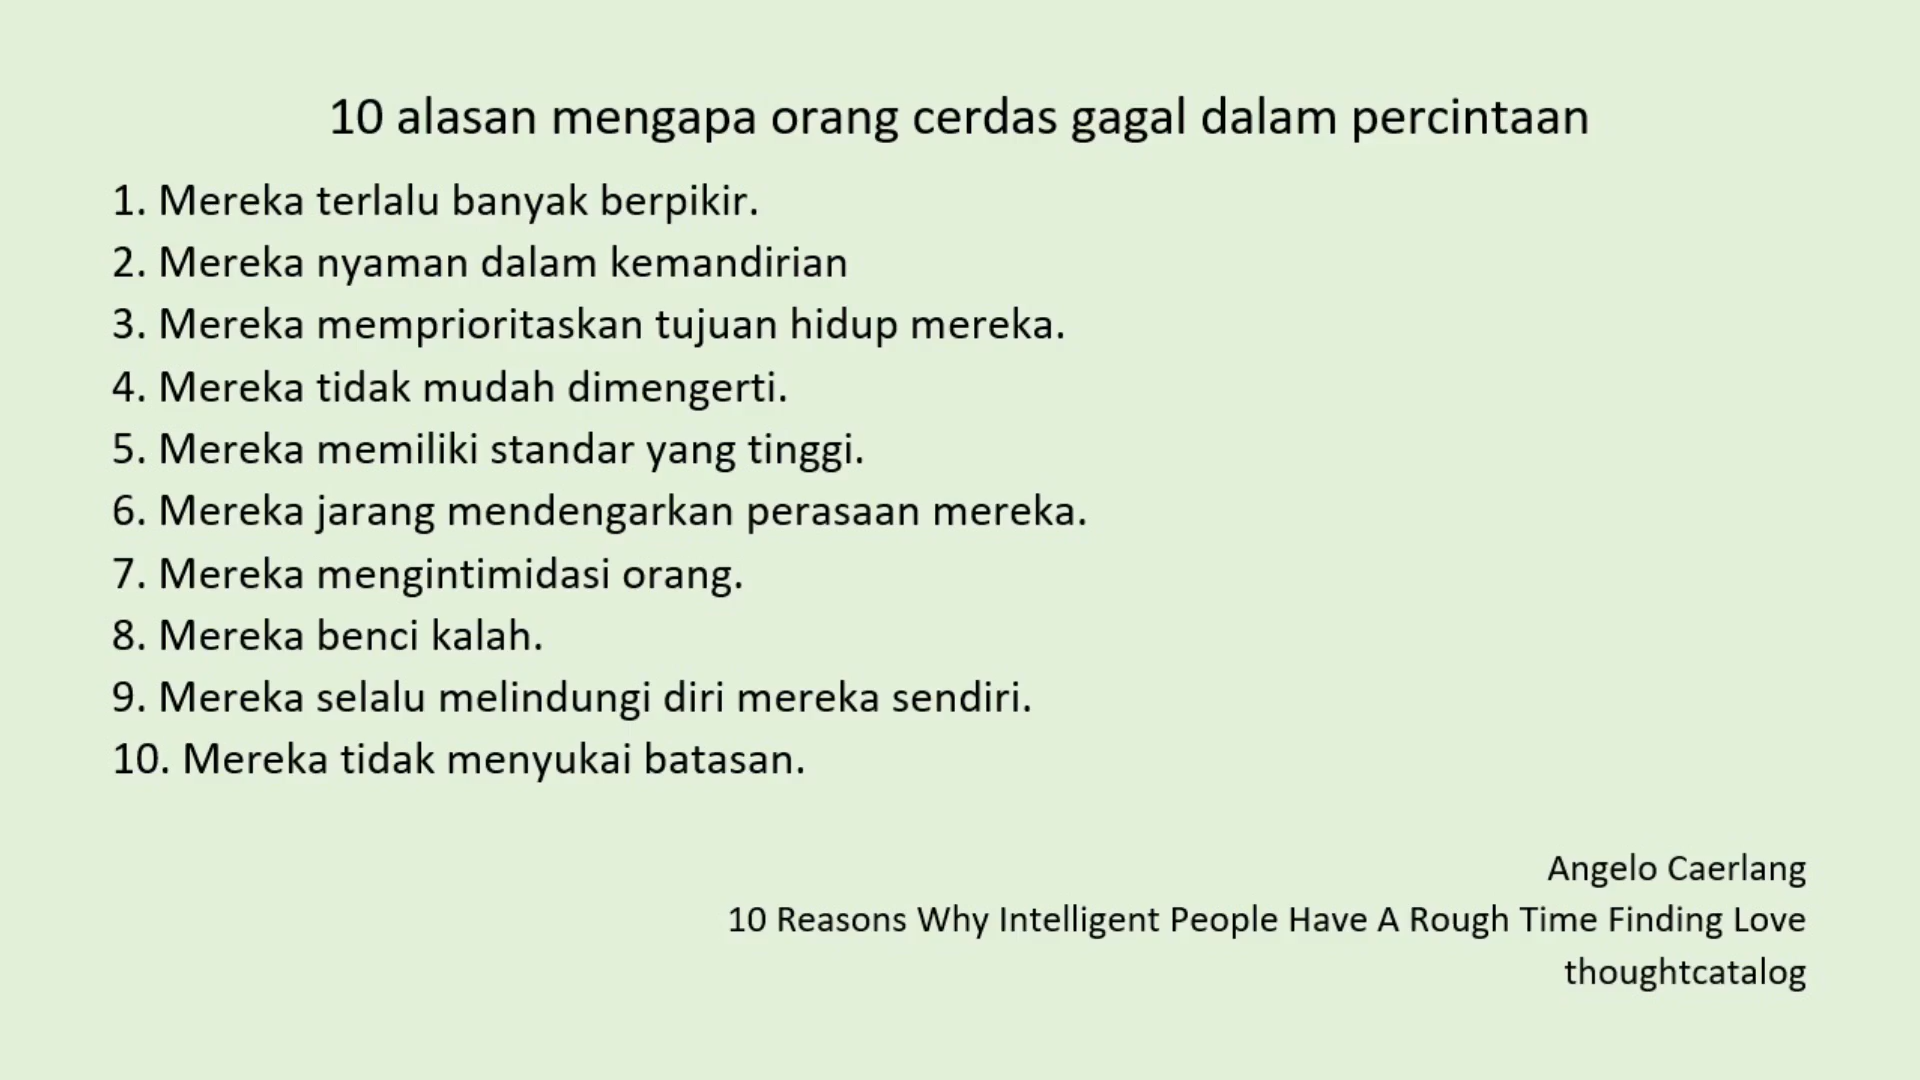 10 alasan mengapa orang cerdas gagal dalam percintaan
1. Mereka terlalu banyak berpikir.
2. Mereka nyaman dalam kemandirian
3. Mereka memprioritaskan tujuan hidup mereka.
4. Mereka tidak mudah dimengerti.
5. Mereka memiliki standar yang tinggi.
6. Mereka jarang mendengarkan perasaan mereka.
7. Mereka mengintimidasi orang.
8. Mereka benci kalah.
9. Mereka selalu melindungi diri mereka sendiri.
10. Mereka tidak menyukai batasan.
Angelo Caerlang
10 Reasons Why Intelligent People Have A Rough Time Finding Love
thoughtcatalog